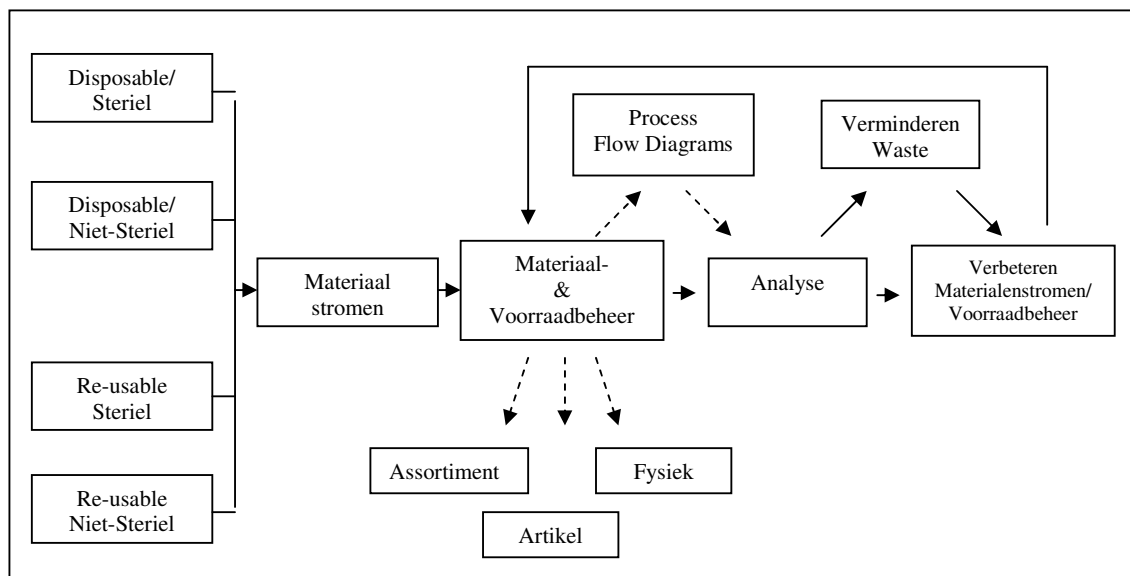 Disposable/
Steriel
Disposable/
Niet-Steriel
Re-usable
Steriel
Re-usable
Niet-Steriel
Materiaal
stromen
Materiaal-
&
Voorraadbeheer
Process
Flow Diagrams
Analyse
Verminderen
Waste
Verbeteren
Materialenstromen/
Voorraadbeheer
Assortiment
Fysiek
Artikel